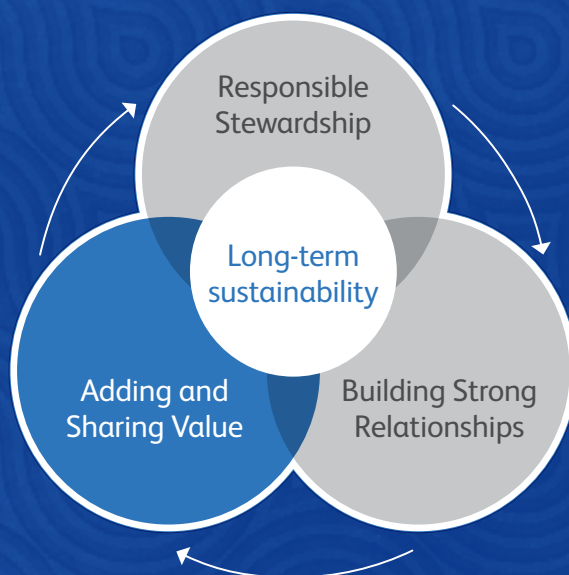 Responsible
Stewardship
Long-term
sustainability
Adding and
Sharing Value
Building Strong
Relationships